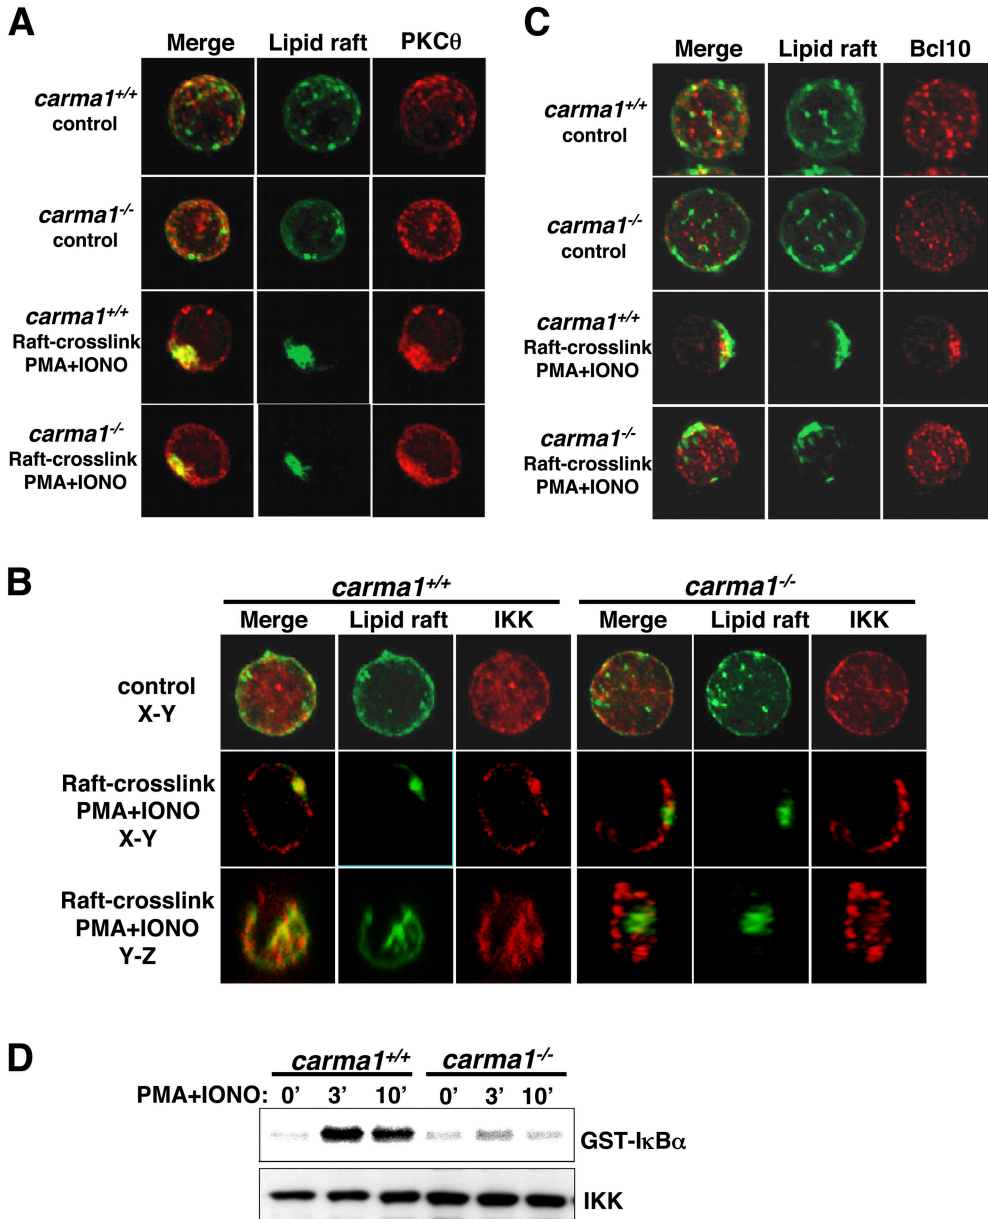 A
Merge Lipid raft PKCθ
carma1+/+
control
carma1-/-
control
carma1+/+
Raft-crosslink
PMA+IONO
carma1-/-
Raft-crosslink
PMA+IONO
C
Merge Lipid raft Bcl10
carma1+/+
control
carma1-/-
control
carma1+/+
Raft-crosslink
PMA+IONO
carma1-/-
Raft-crosslink
PMA+IONO
B
carma1+/+ carma1-/-
Merge Lipid raft IKK Merge Lipid raft IKK
control
X-Y
Raft-crosslink
PMA+IONO
X-Y
Raft-crosslink
PMA+IONO
Y-Z
D
carma1+/+ carma1-/-
PMA+IONO: 0' 3' 10' 0' 3' 10'
GST-IκBα
IKK